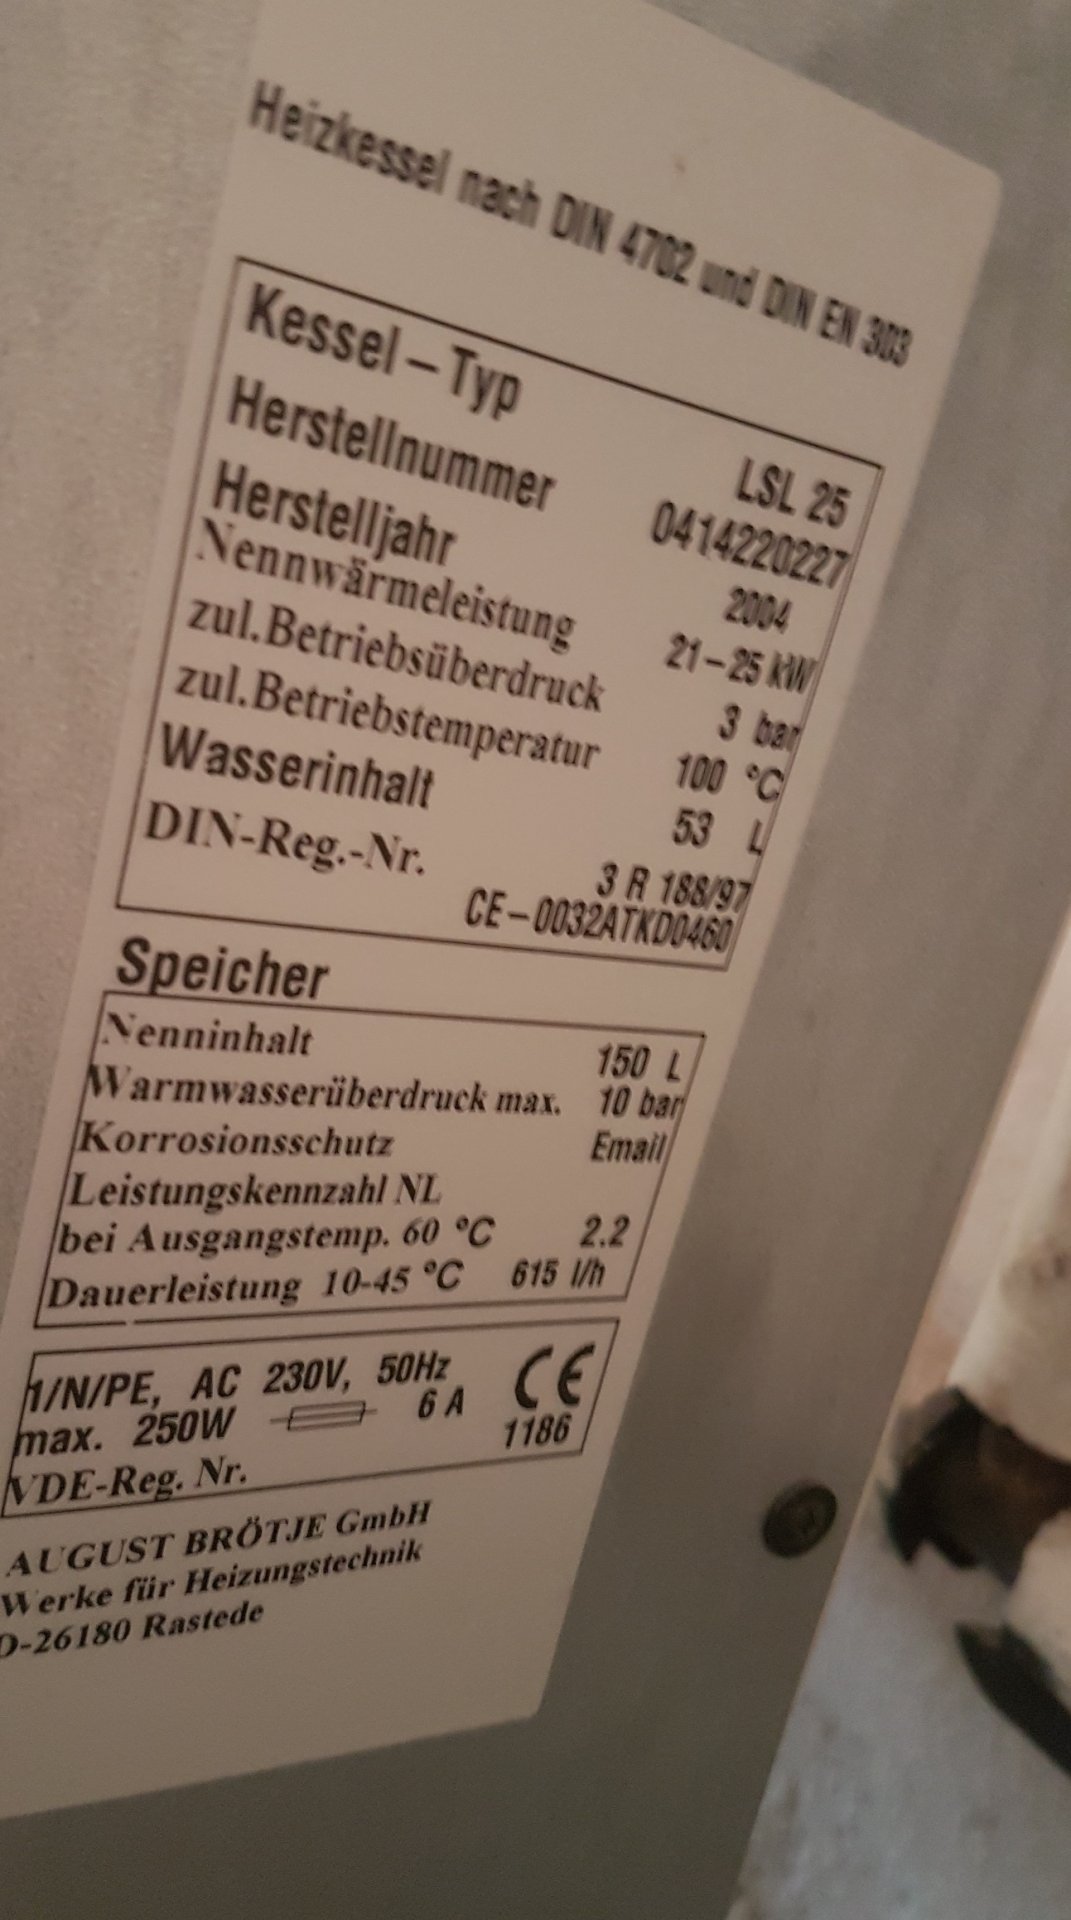 Heizkessel nach DIN 4702 und DIN EN 303
Kessel – Typ LSL 25
Herstellnummer 0414220227
Herstelljahr 2004
Nennwärmeleistung 21 – 25 kW
zul.Betriebsüberdruck 3 bar
zul.Betriebstemperatur 100 °C
Wasserinhalt 53 L
DIN-Reg.-Nr. 3 R 188/97
CE – 0032ATKD0460
Speicher
Nenninhalt 150 L
Warmwasserüberdruck max. 10 bar
Korrosionsschutz Email
Leistungskennzahl NL
bei Ausgangstemp. 60 °C 2.2
Dauerleistung 10-45 °C 615 l/h
1/N/PE, AC 230V, 50Hz CE
max. 250W 6 A 1186
VDE-Reg. Nr.
AUGUST BRÖTJE GmbH
Werke für Heizungstechnik
D-26180 Rastede